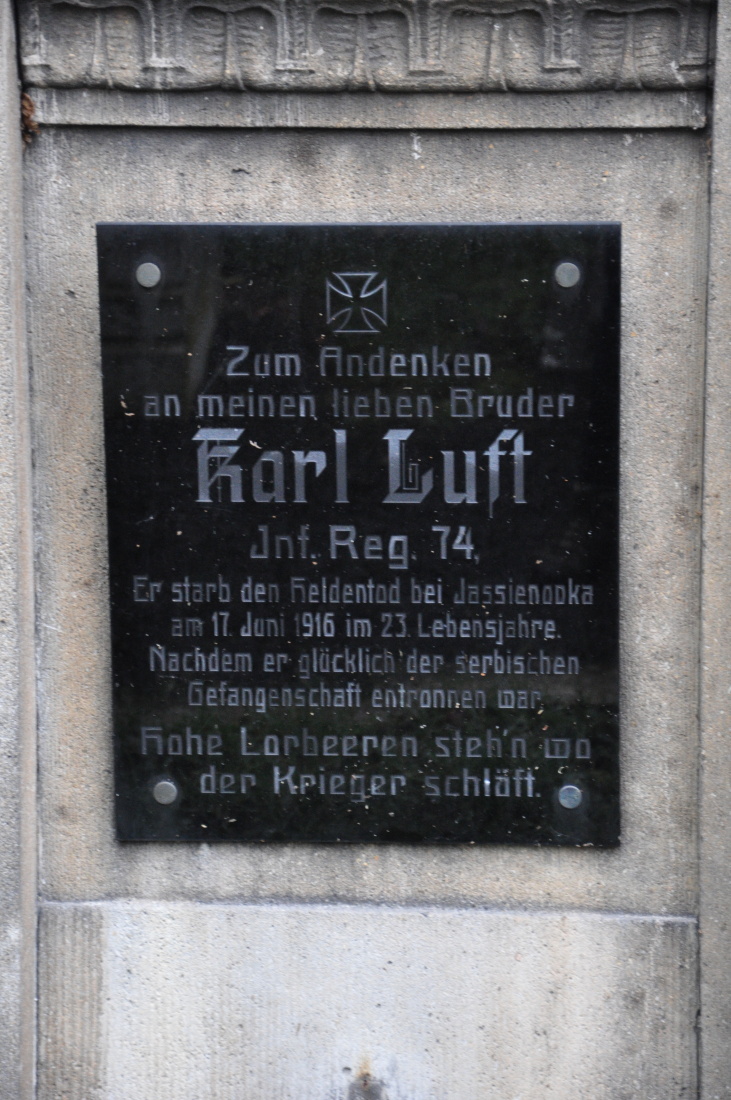 Zum Andenken
an meinen lieben Bruder
Karl Luft
Inf. Reg. 74,
Er starb den Heldentod bei Jassienooka
am 17. Juni 1916 im 23. Lebensjahre.
Nachdem er glücklich der serbischen
Gefangenschaft entronnen war.
Hohe Lorbeeren steh'n wo
der Krieger schläft.